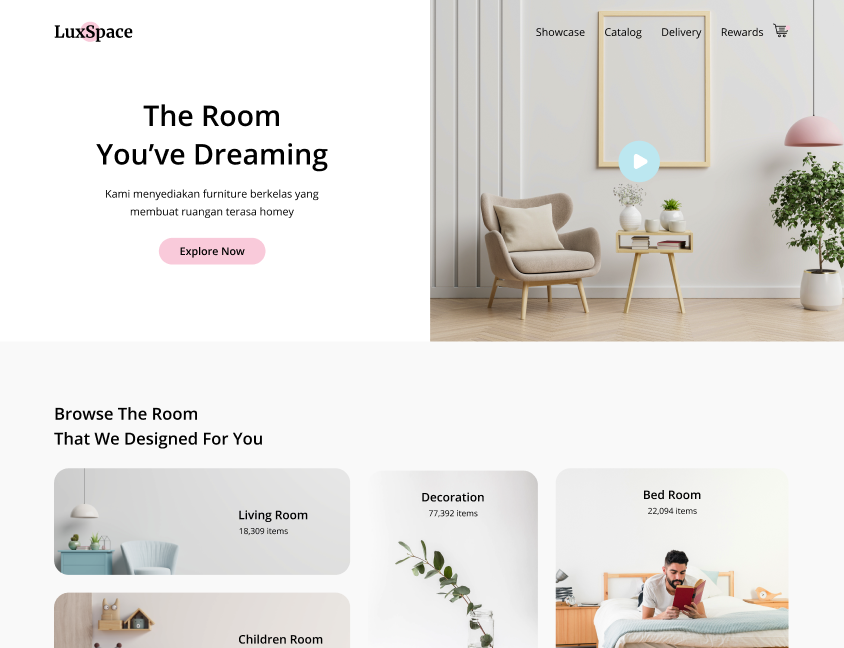 LuxSpace
Showcase Catalog Delivery Rewards
The Room
You’ve Dreaming
Kami menyediakan furniture berkelas yang
membuat ruangan terasa homey
Explore Now
Browse The Room
That We Designed For You
Living Room
18,309 items
Decoration
77,392 items
Bed Room
22,094 items
Children Room